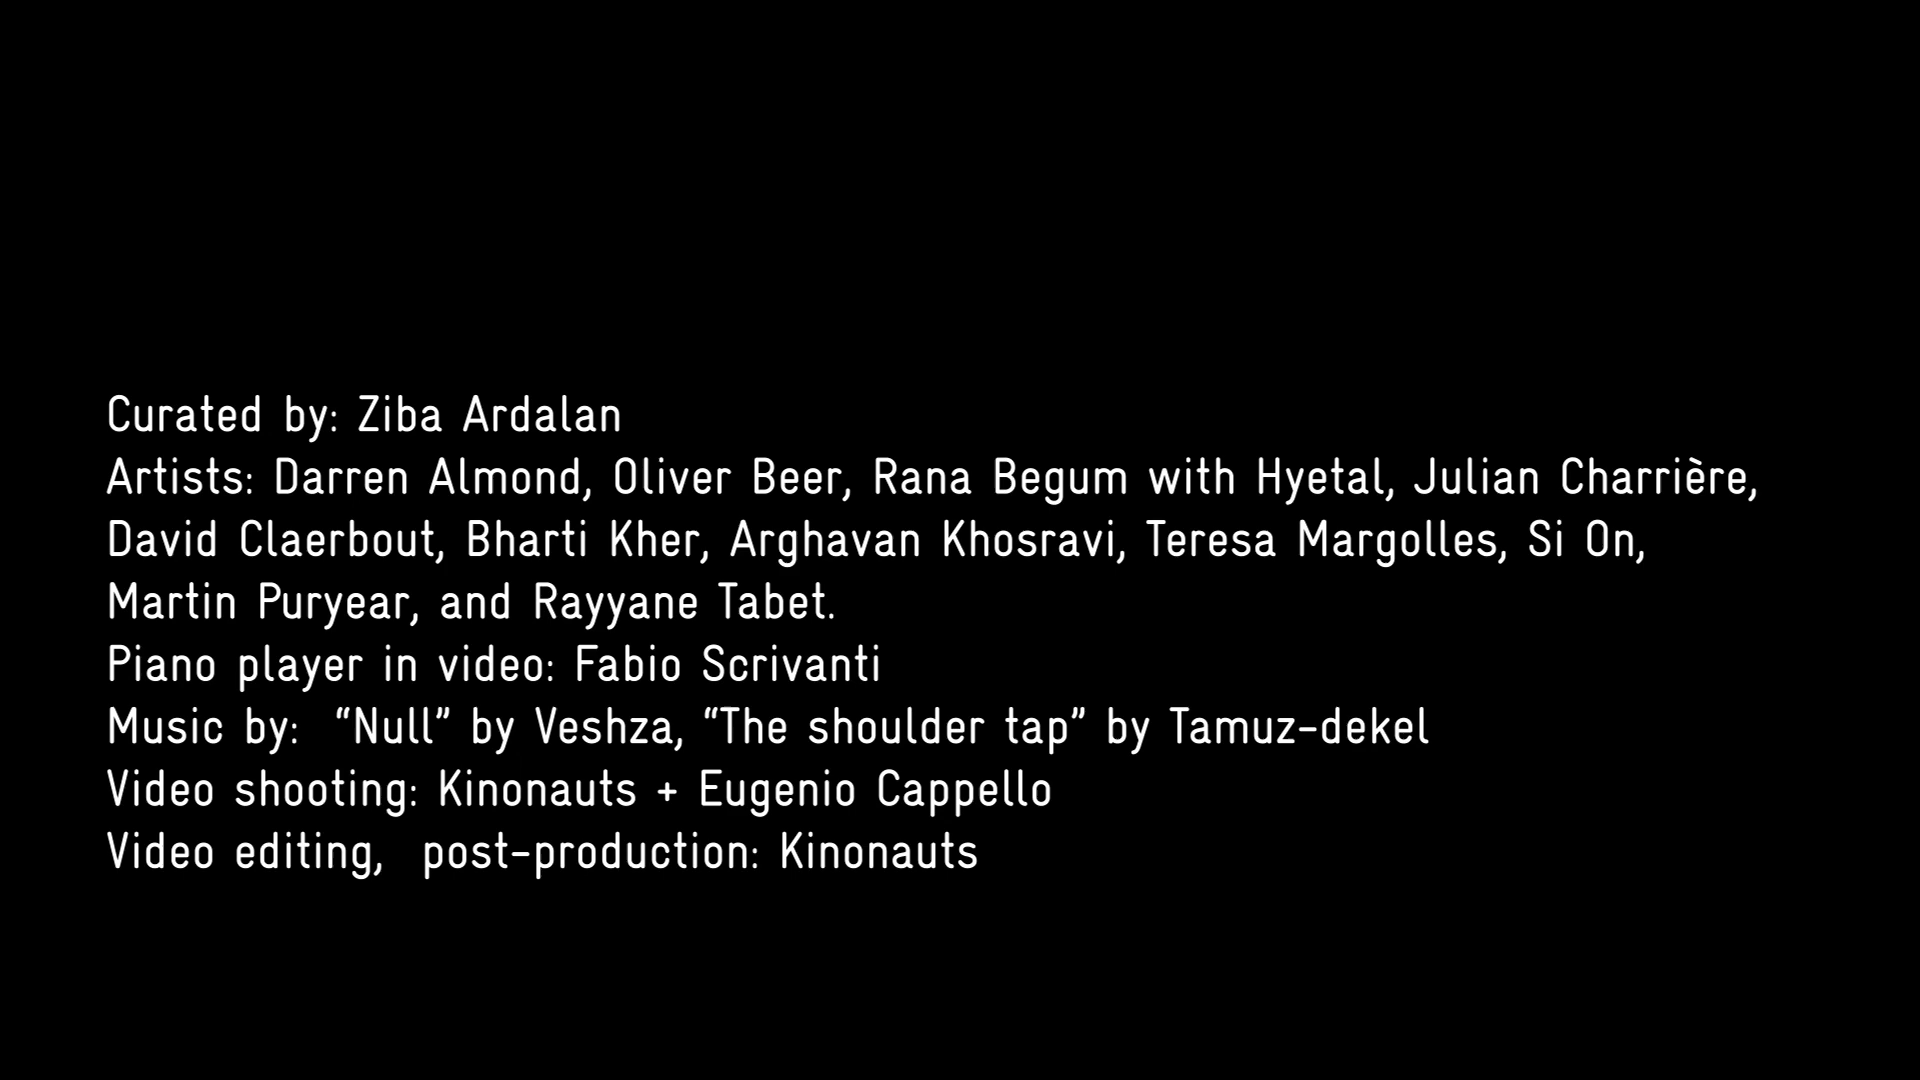 Curated by: Ziba Ardalan
Artists: Darren Almond, Oliver Beer, Rana Begum with Hyetal, Julian Charrière,
David Claerbout, Bharti Kher, Arghavan Khosravi, Teresa Margolles, Si On,
Martin Puryear, and Rayyane Tabet.
Piano player in video: Fabio Scrivanti
Music by:  “Null” by Veshza, “The shoulder tap” by Tamuz-dekel
Video shooting: Kinonauts + Eugenio Cappello
Video editing,  post-production: Kinonauts